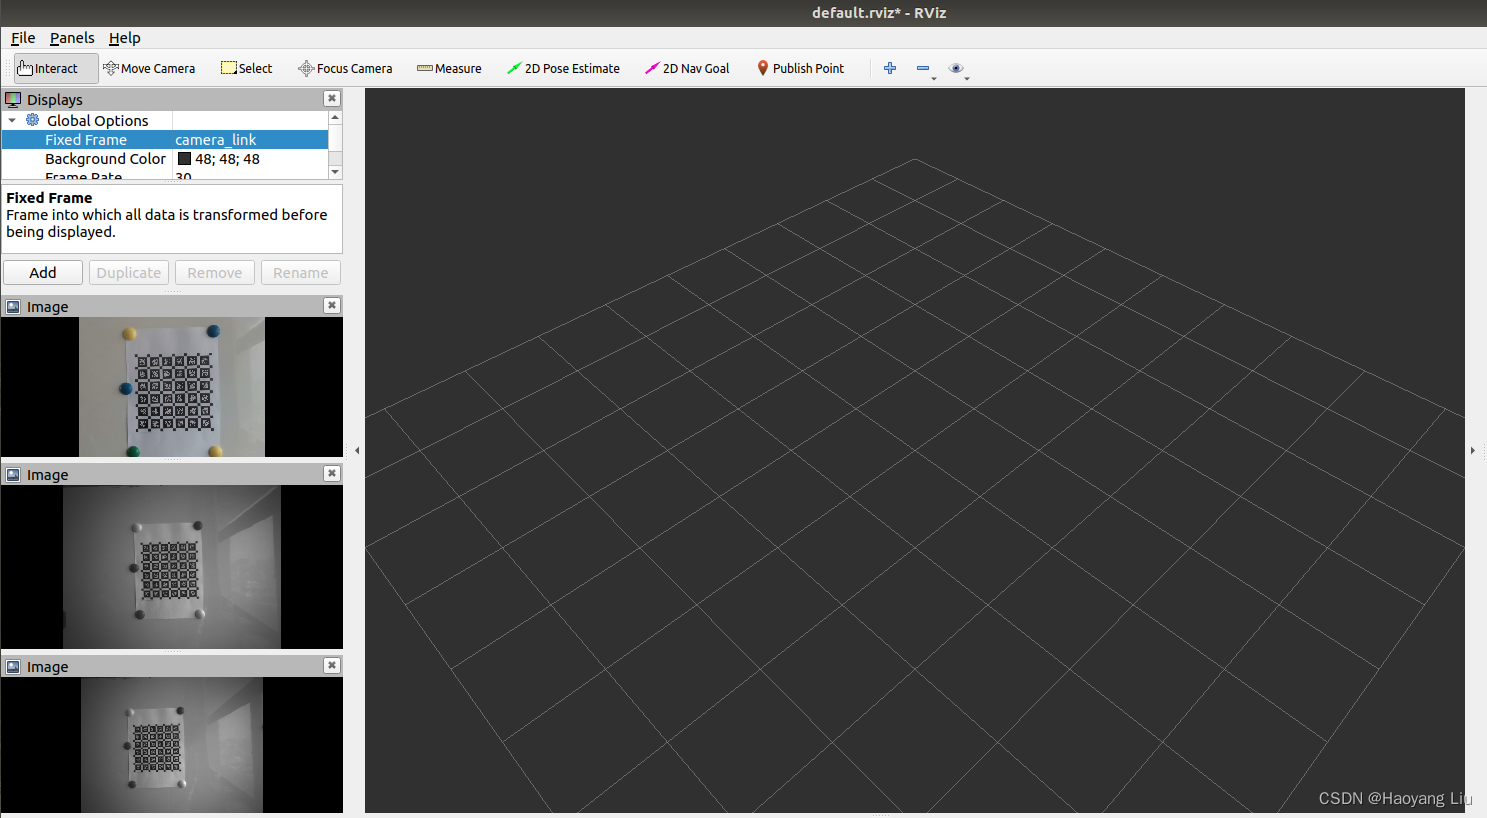 default.rviz* - RViz
File Panels Help
Interact Move Camera Select Focus Camera Measure 2D Pose Estimate 2D Nav Goal Publish Point
Displays
Global Options
Fixed Frame camera_link
Background Color 48; 48; 48
Frame Rate 30
Fixed Frame
Frame into which all data is transformed before
being displayed.
Add Duplicate Remove Rename
Image
Image
Image
CSDN @Haoyang Liu